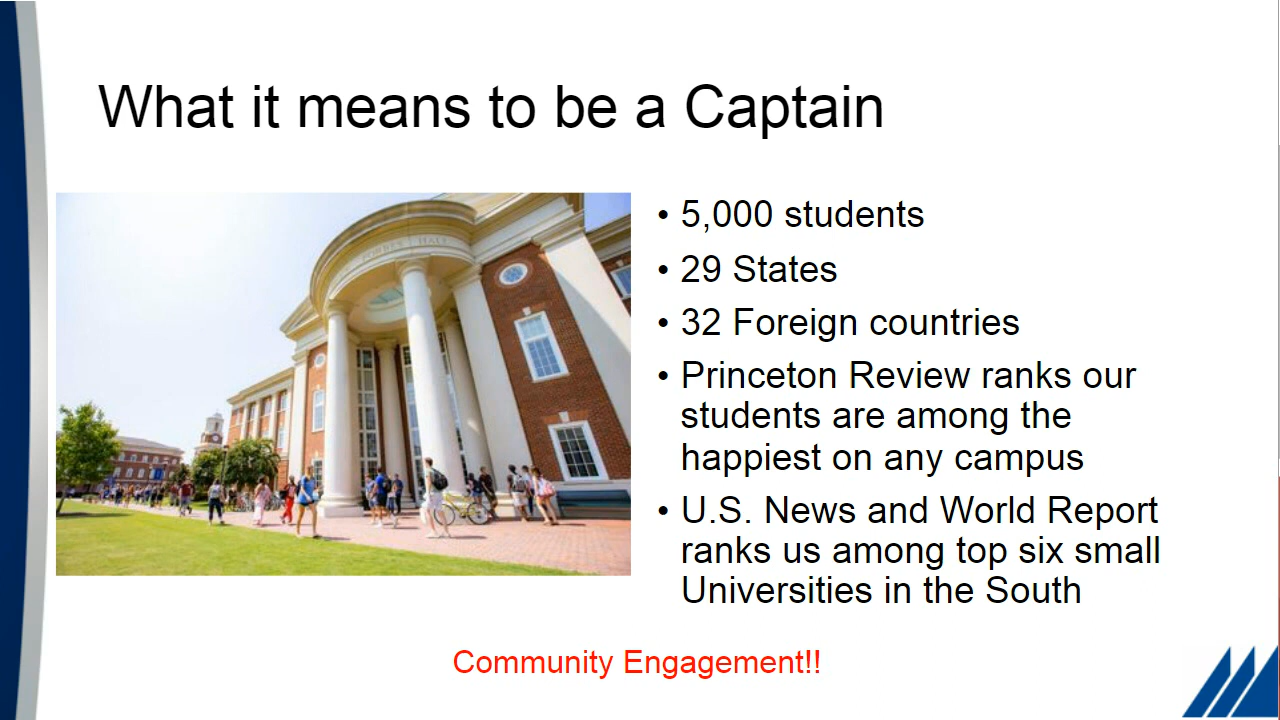 What it means to be a Captain
• 5,000 students
• 29 States
• 32 Foreign countries
• Princeton Review ranks our
students are among the
happiest on any campus
• U.S. News and World Report
ranks us among top six small
Universities in the South
Community Engagement!!